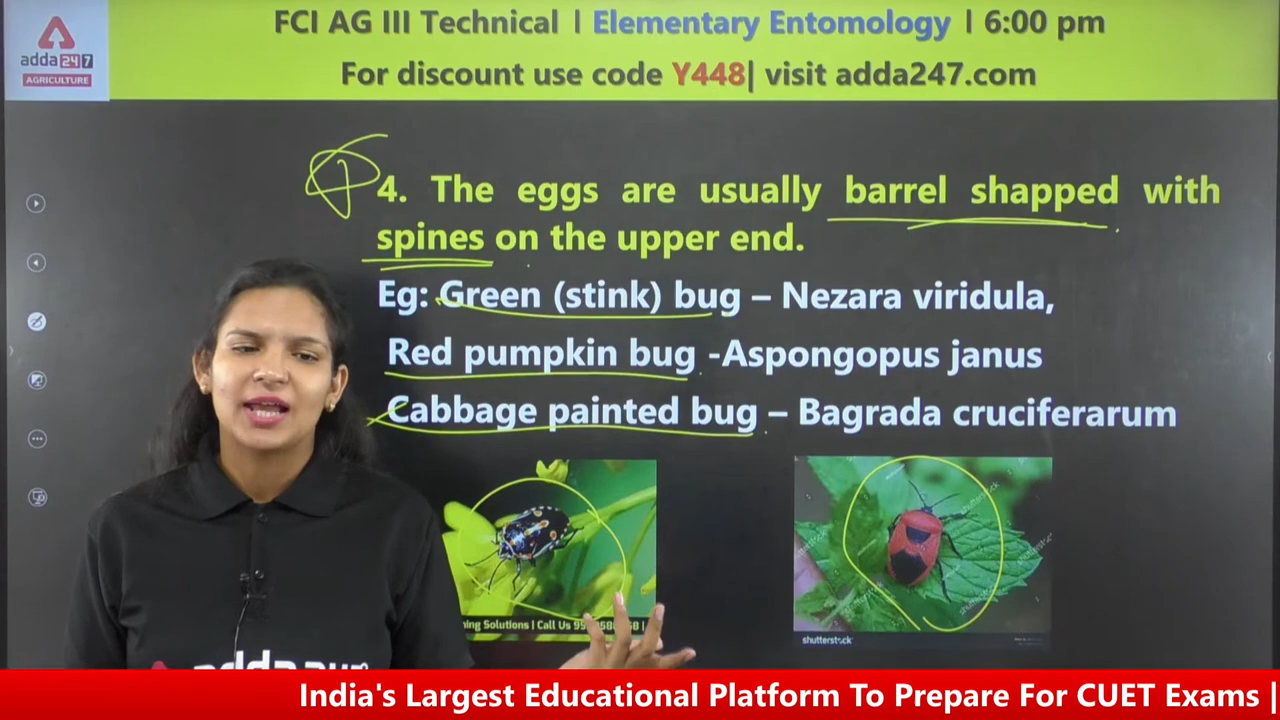 FCI AG III Technical | Elementary Entomology | 6:00 pm
For discount use code Y448| visit adda247.com
adda247
AGRICULTURE
4. The eggs are usually barrel shapped with
spines on the upper end.
Eg: Green (stink) bug – Nezara viridula,
Red pumpkin bug -Aspongopus janus
Cabbage painted bug – Bagrada cruciferarum
Solutions | Call Us
shutterstock
India's Largest Educational Platform To Prepare For CUET Exams |